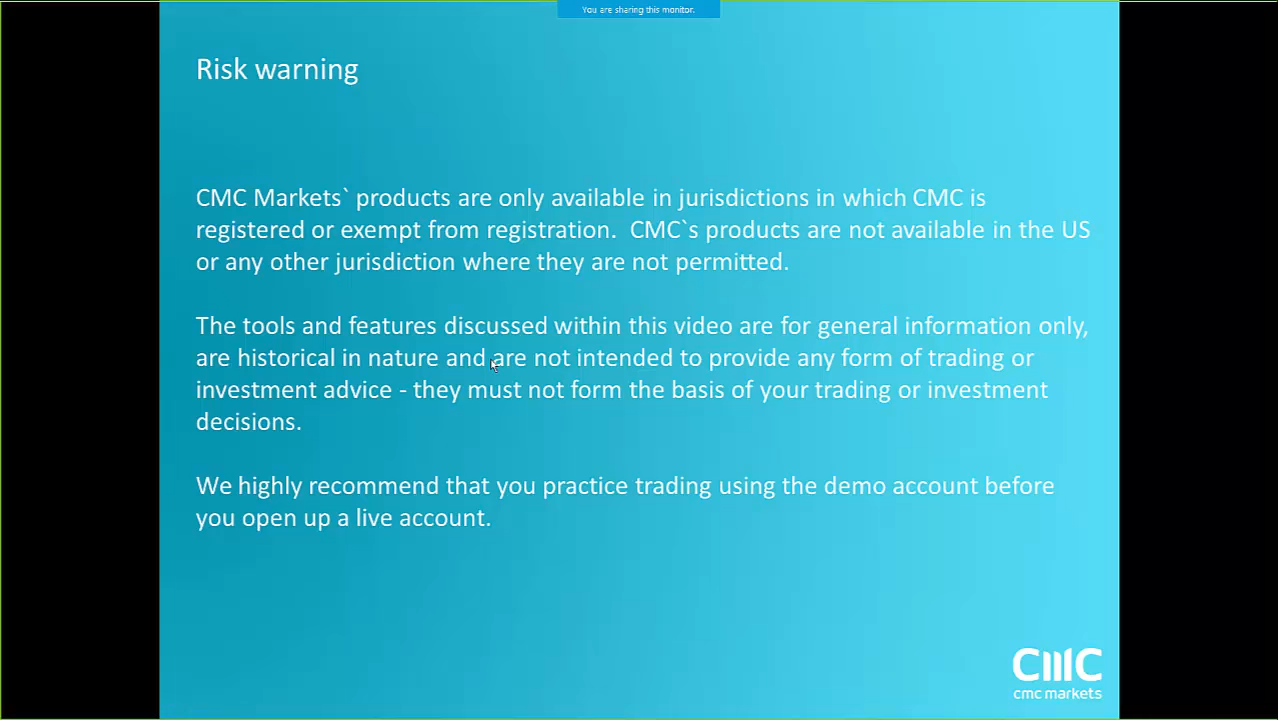 You are sharing this monitor.
Risk warning
CMC Markets` products are only available in jurisdictions in which CMC is
registered or exempt from registration.  CMC`s products are not available in the US
or any other jurisdiction where they are not permitted.
The tools and features discussed within this video are for general information only,
are historical in nature and are not intended to provide any form of trading or
investment advice - they must not form the basis of your trading or investment
decisions.
We highly recommend that you practice trading using the demo account before
you open up a live account.
CMC
cmc markets